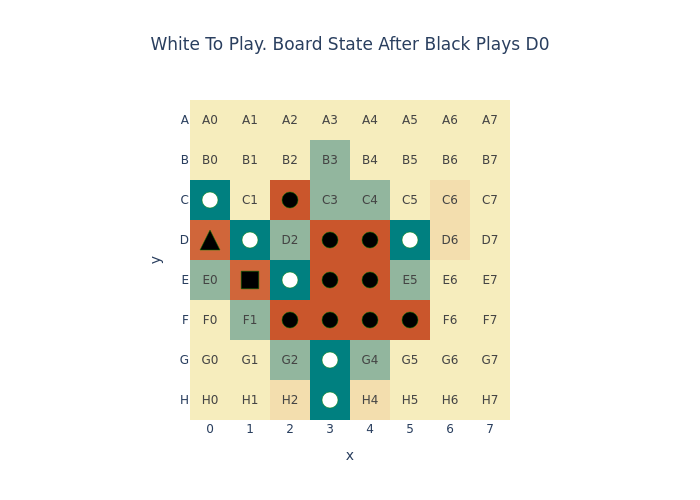 White To Play. Board State After Black Plays D0
A A0 A1 A2 A3 A4 A5 A6 A7
B B0 B1 B2 B3 B4 B5 B6 B7
C C1 C3 C4 C5 C6 C7
D D2 D6 D7
E E0 E5 E6 E7
F F0 F1 F6 F7
G G0 G1 G2 G4 G5 G6 G7
H H0 H1 H2 H4 H5 H6 H7
0 1 2 3 4 5 6 7
x
y